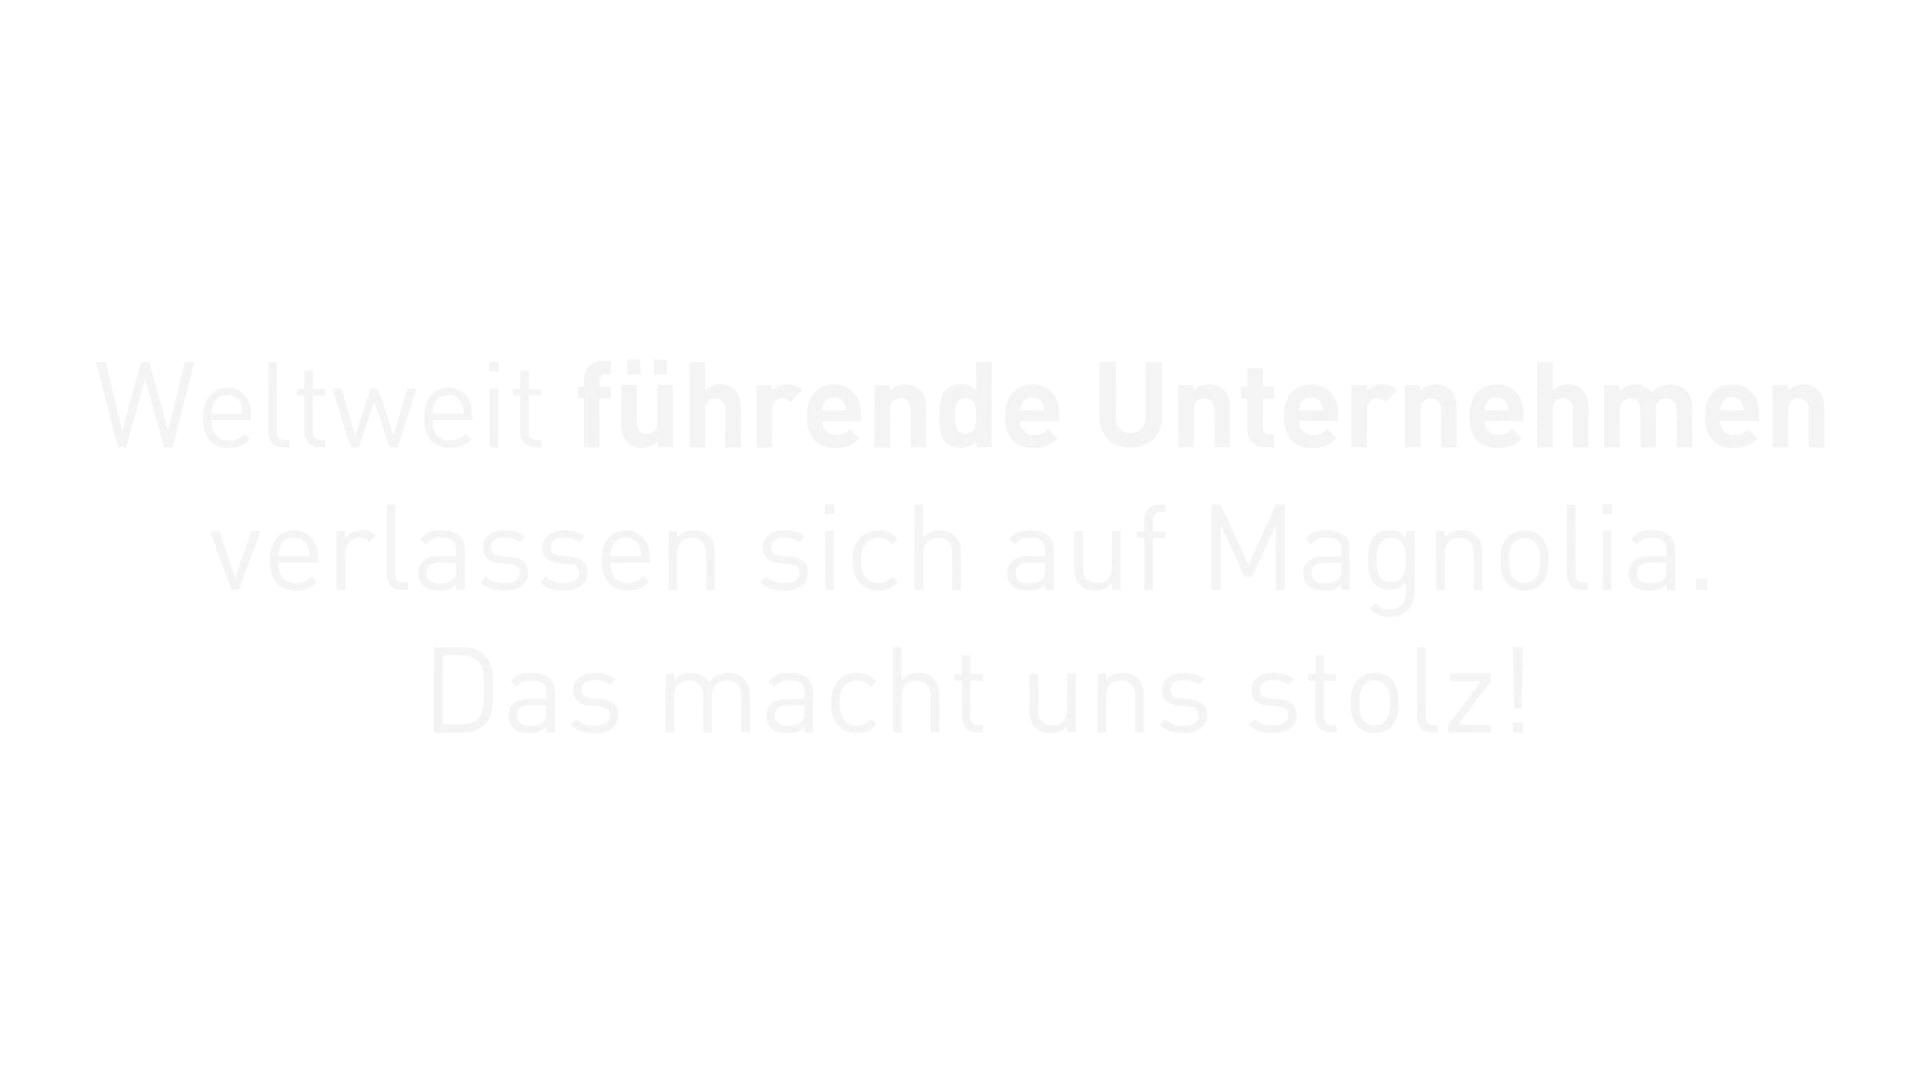 Weltweit führende Unternehmen
verlassen sich auf Magnolia.
Das macht uns stolz!